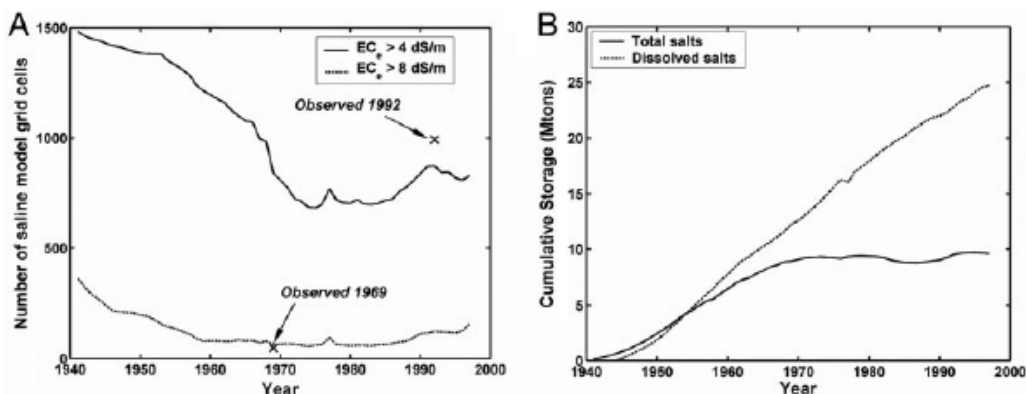 A
Number of saline model grid cells
1500
1000
500
0
ECe > 4 dS/m
ECe > 8 dS/m
Observed 1992
Observed 1969
1940 1950 1960 1970 1980 1990 2000
Year
B
Cumulative Storage (Mtons)
30
25
20
15
10
5
0
Total salts
Dissolved salts
1940 1950 1960 1970 1980 1990 2000
Year